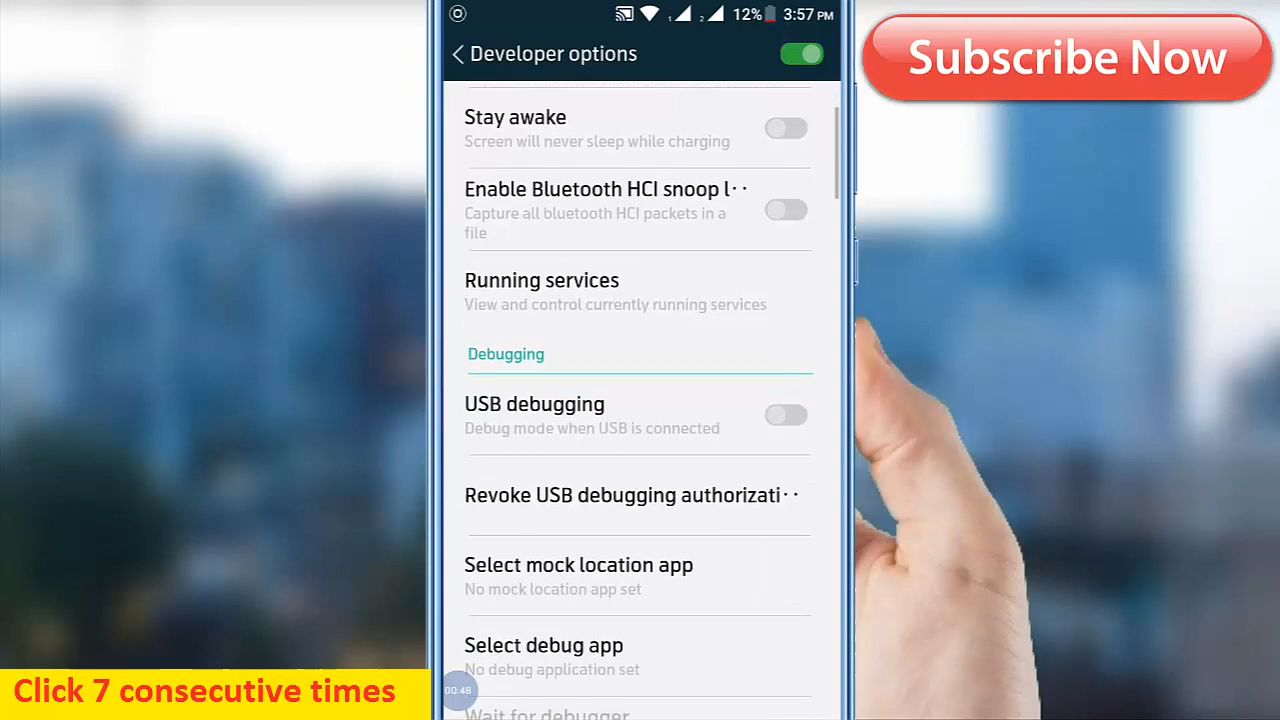 12% 3:57 PM
Developer options
Subscribe Now
Stay awake
Screen will never sleep while charging
Enable Bluetooth HCI snoop l··
Capture all bluetooth HCI packets in a
file
Running services
View and control currently running services
Debugging
USB debugging
Debug mode when USB is connected
Revoke USB debugging authorizati··
Select mock location app
No mock location app set
Select debug app
No debug application set
00:48
Wait for debugger
Click 7 consecutive times